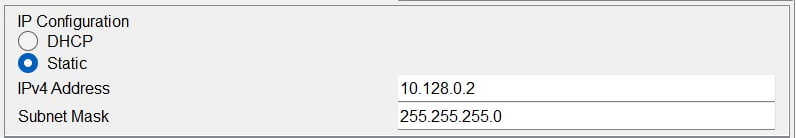 IP Configuration
DHCP
Static
IPv4 Address
10.128.0.2
Subnet Mask
255.255.255.0